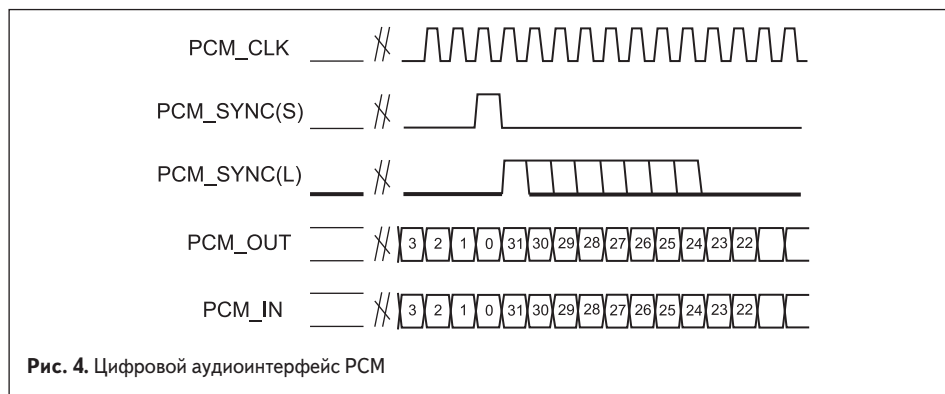 PCM_CLK
PCM_SYNC(S)
PCM_SYNC(L)
PCM_OUT 3 2 1 0 31 30 29 28 27 26 25 24 23 22
PCM_IN 3 2 1 0 31 30 29 28 27 26 25 24 23 22
Рис. 4. Цифровой аудиоинтерфейс PCM